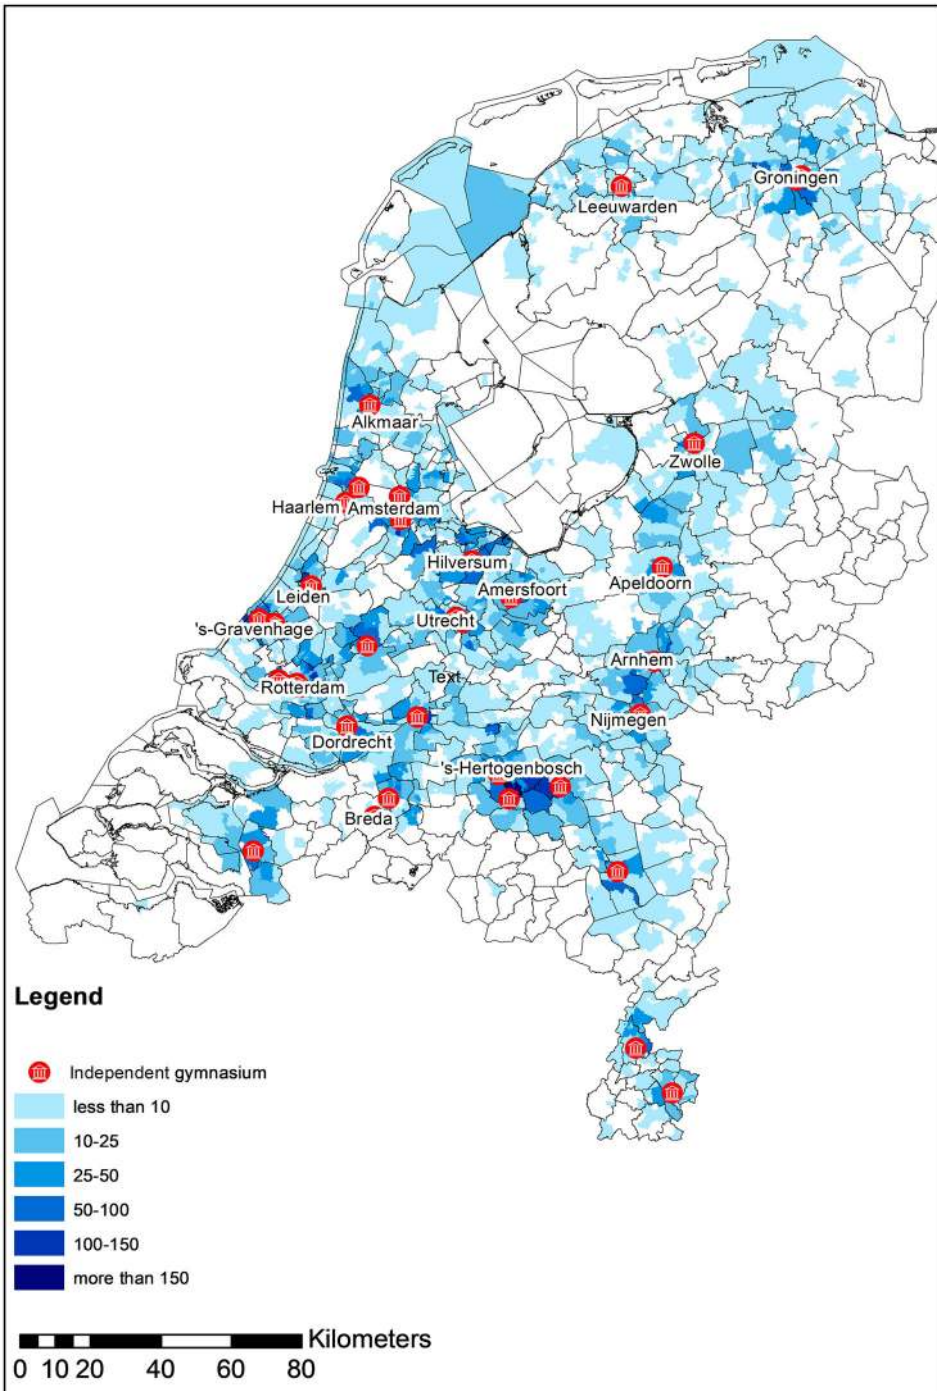 Groningen
Leeuwarden
Alkmaar
Zwolle
Haarlem
Amsterdam
Hilversum
Amersfoort
Apeldoorn
Leiden
Utrecht
's-Gravenhage
Arnhem
Text
Rotterdam
Nijmegen
Dordrecht
's-Hertogenbosch
Breda
Legend
Independent gymnasium
less than 10
10-25
25-50
50-100
100-150
more than 150
Kilometers
0 10 20 40 60 80